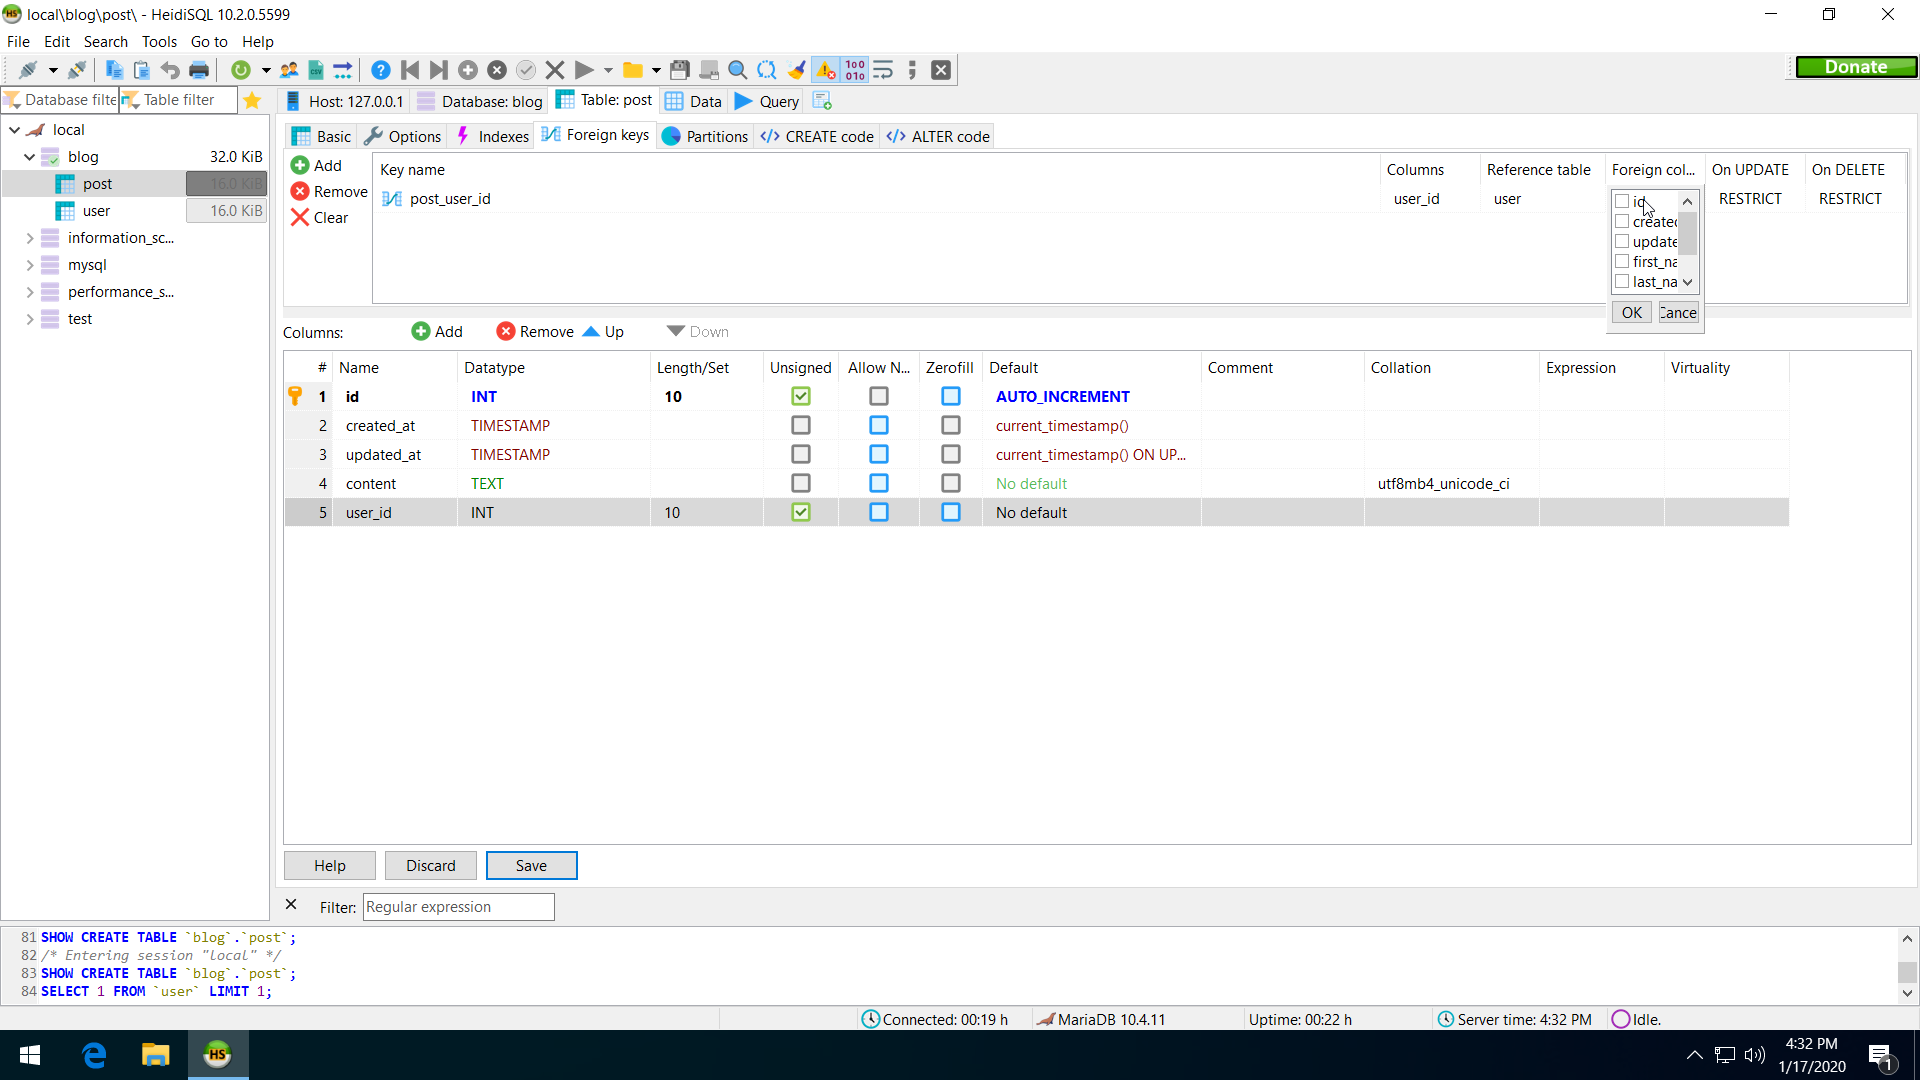 local\blog\post\ - HeidiSQL 10.2.0.5599
File Edit Search Tools Go to Help
Donate
Database filte Table filter
Host: 127.0.0.1 Database: blog Table: post Data Query
local
blog 32.0 KiB
post 16.0 KiB
user 16.0 KiB
information_sc...
mysql
performance_s...
test
Basic Options Indexes Foreign keys Partitions CREATE code ALTER code
Add
Remove
Clear
Key name Columns Reference table Foreign col... On UPDATE On DELETE
post_user_id user_id user RESTRICT RESTRICT
id
created
update
first_na
last_na
OK Cance
Columns: Add Remove Up Down
# Name Datatype Length/Set Unsigned Allow N... Zerofill Default Comment Collation Expression Virtuality
1 id INT 10 AUTO_INCREMENT
2 created_at TIMESTAMP current_timestamp()
3 updated_at TIMESTAMP current_timestamp() ON UP...
4 content TEXT No default utf8mb4_unicode_ci
5 user_id INT 10 No default
Help Discard Save
Filter: Regular expression
81 SHOW CREATE TABLE `blog`.`post`;
82 /* Entering session "local" */
83 SHOW CREATE TABLE `blog`.`post`;
84 SELECT 1 FROM `user` LIMIT 1;
Connected: 00:19 h MariaDB 10.4.11 Uptime: 00:22 h Server time: 4:32 PM Idle.
4:32 PM
1/17/2020
1